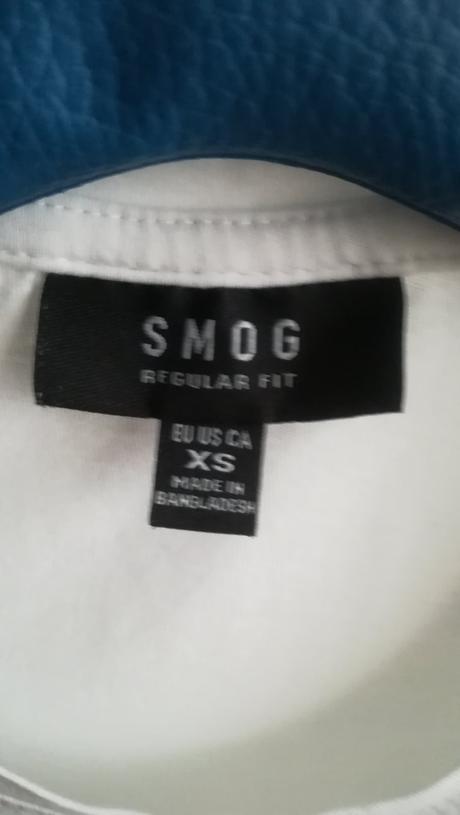 SMOG
REGULAR FIT
EU US CA
XS
MADE IN
BANGLADESH